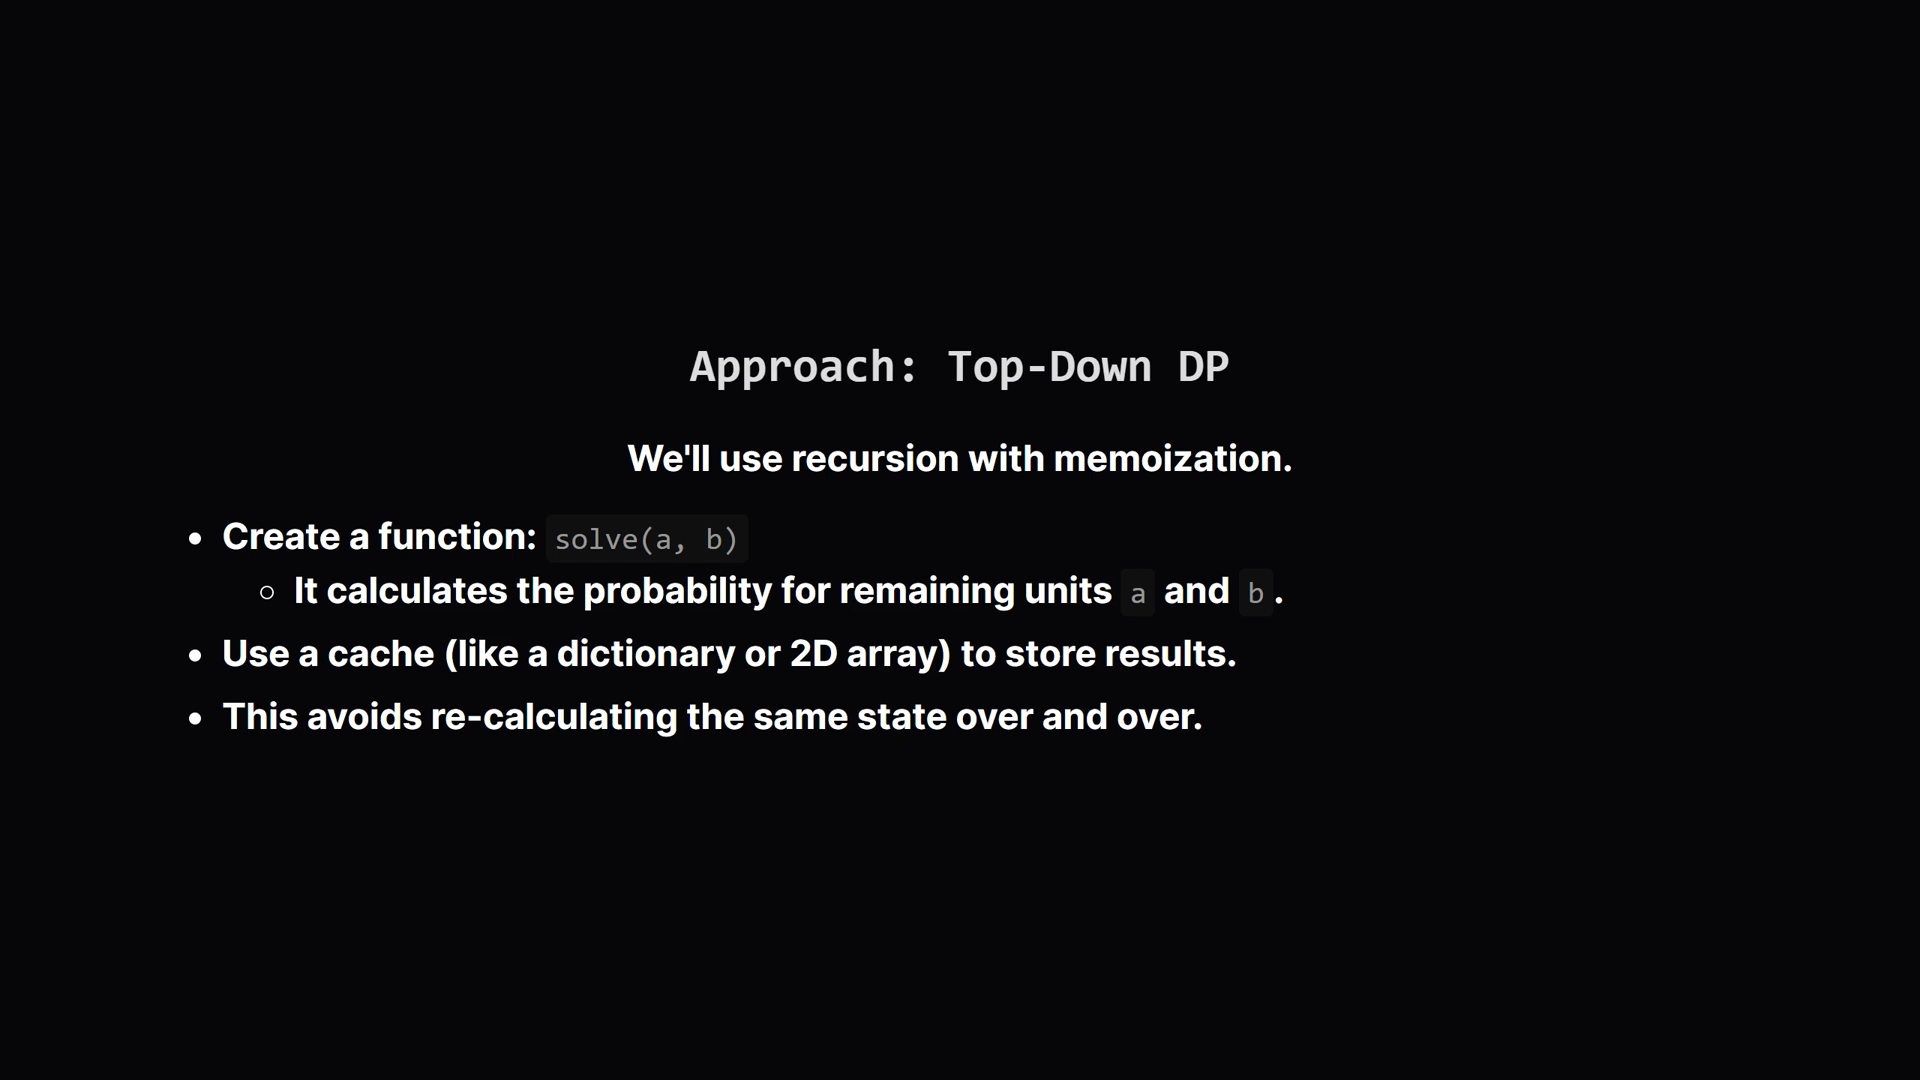 Approach: Top-Down DP
We'll use recursion with memoization.
• Create a function: solve(a, b)
◦ It calculates the probability for remaining units a and b.
• Use a cache (like a dictionary or 2D array) to store results.
• This avoids re-calculating the same state over and over.